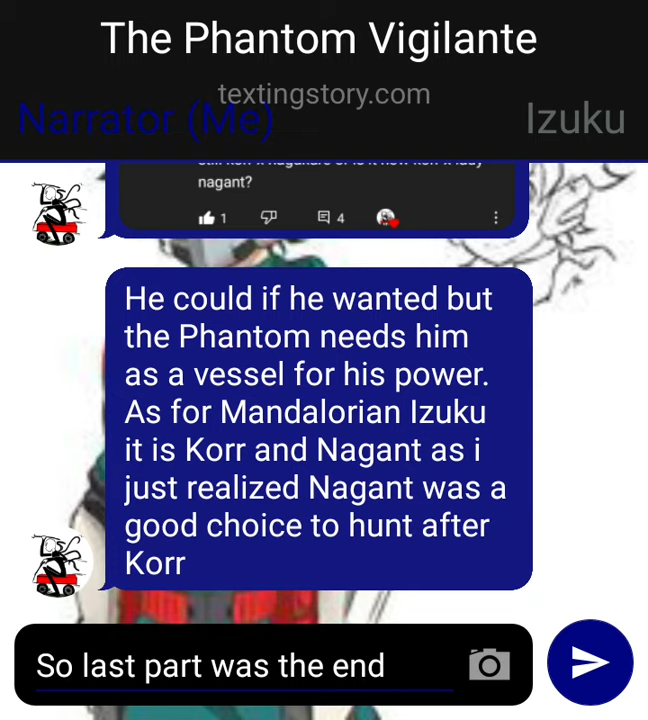 The Phantom Vigilante
textingstory.com
Narrator (Me)
Izuku
nagant?
1
4
He could if he wanted but
the Phantom needs him
as a vessel for his power.
As for Mandalorian Izuku
it is Korr and Nagant as i
just realized Nagant was a
good choice to hunt after
Korr
So last part was the end